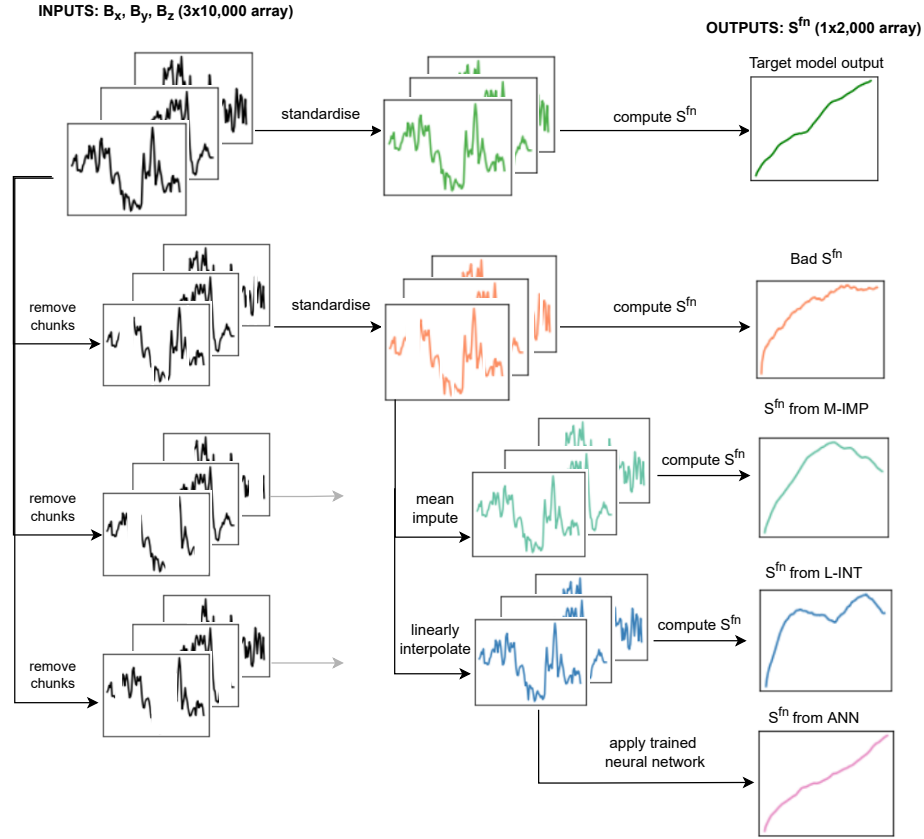 INPUTS: Bx, By, Bz (3x10,000 array)
OUTPUTS: Sfn (1x2,000 array)
Target model output
standardise
compute Sfn
Bad Sfn
remove
chunks
standardise
compute Sfn
Sfn from M-IMP
remove
chunks
mean
impute
compute Sfn
Sfn from L-INT
remove
chunks
linearly
interpolate
compute Sfn
Sfn from ANN
apply trained
neural network